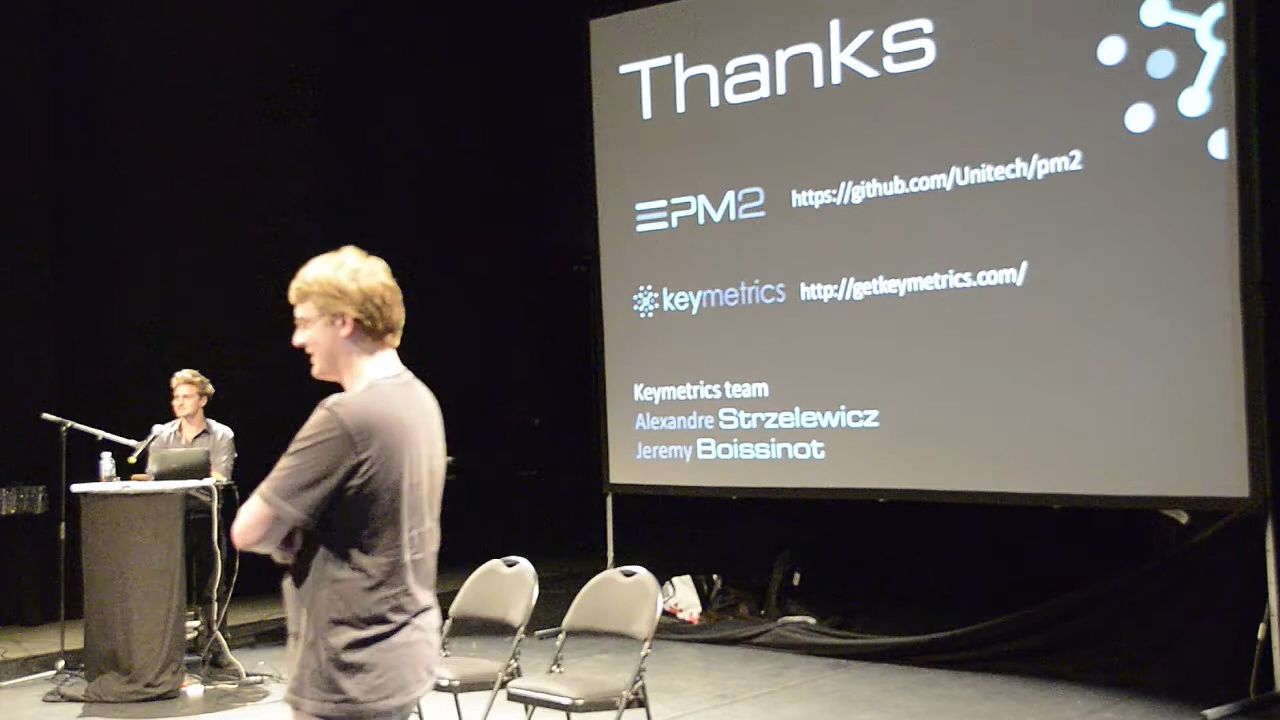 Thanks
PM2 https://github.com/Unitech/pm2
keymetrics http://getkeymetrics.com/
Keymetrics team
Alexandre Strzelewicz
Jeremy Boissinot